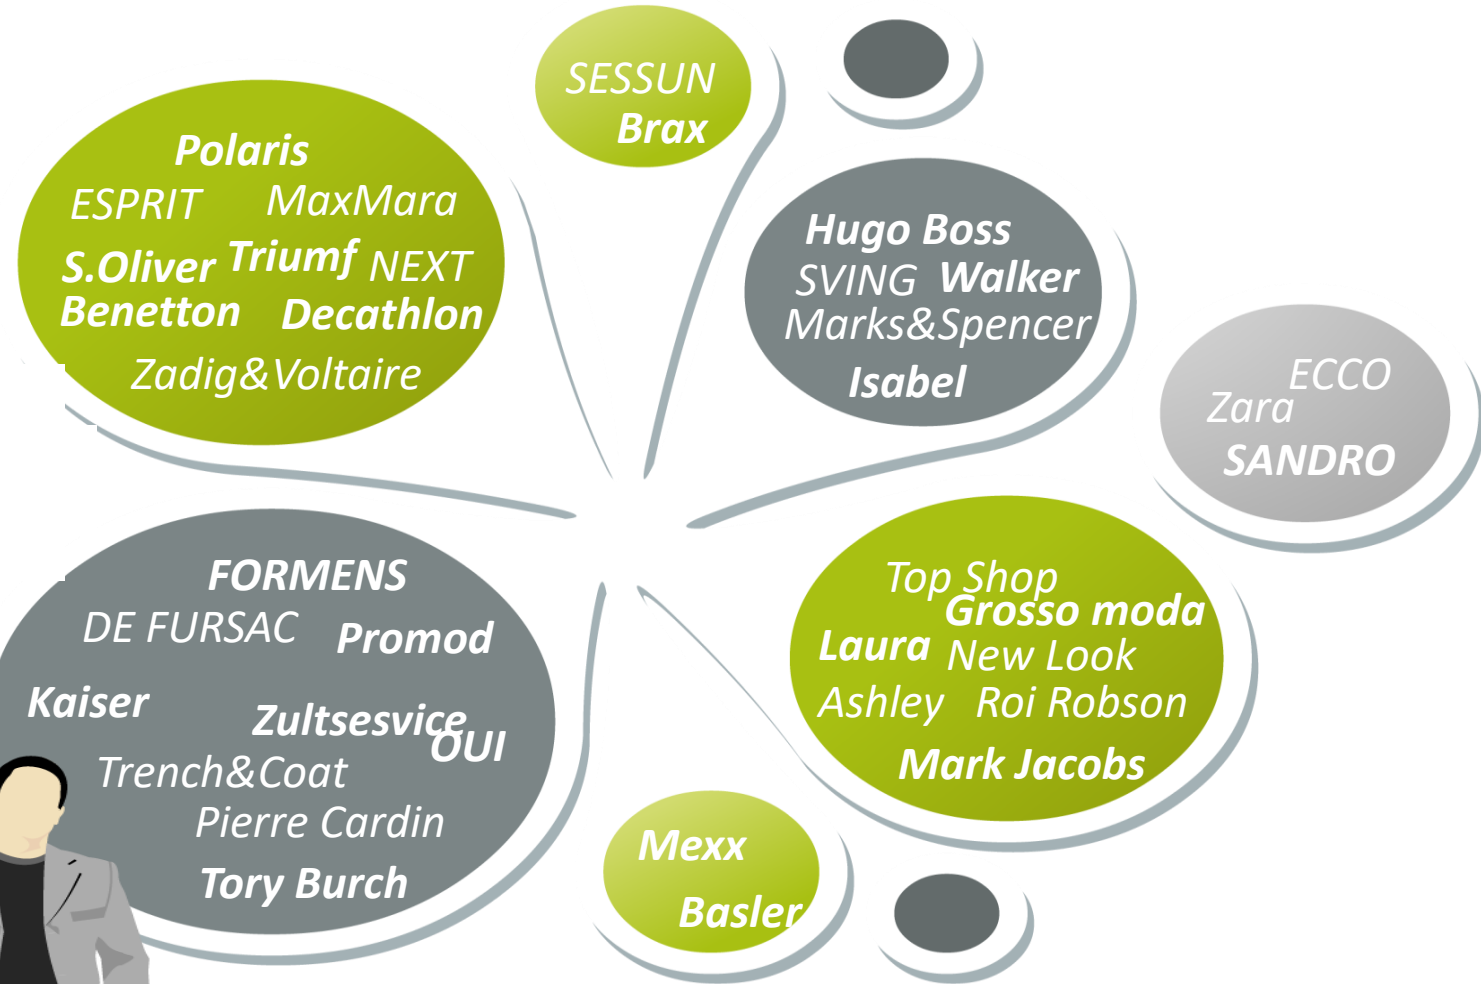 SESSUN
Brax
Polaris
ESPRIT MaxMara
S.Oliver Triumf NEXT
Benetton Decathlon
Zadig&Voltaire
Hugo Boss
SVING Walker
Marks&Spencer
Isabel
ECCO
Zara
SANDRO
FORMENS
DE FURSAC Promod
Kaiser Zultsesvice
OUI
Trench&Coat
Pierre Cardin
Tory Burch
Top Shop
Grosso moda
Laura New Look
Ashley Roi Robson
Mark Jacobs
Mexx
Basler